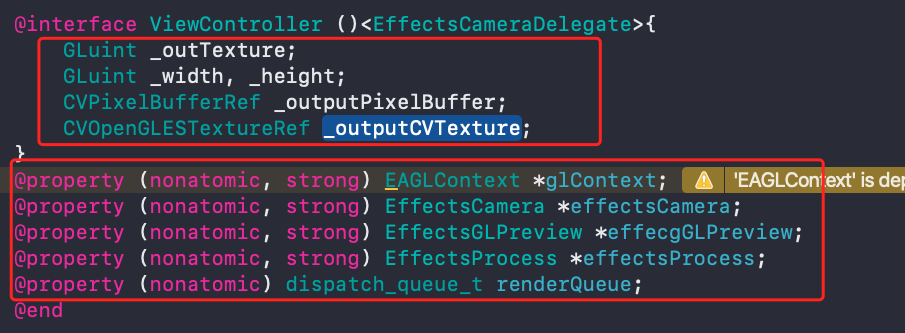 @interface ViewController ()<EffectsCameraDelegate>{
GLuint _outTexture;
GLuint _width, _height;
CVPixelBufferRef _outputPixelBuffer;
CVOpenGLESTextureRef _outputCVTexture;
}
@property (nonatomic, strong) EAGLContext *glContext; 'EAGLContext' is dep
@property (nonatomic, strong) EffectsCamera *effectsCamera;
@property (nonatomic, strong) EffectsGLPreview *effecgGLPreview;
@property (nonatomic, strong) EffectsProcess *effectsProcess;
@property (nonatomic) dispatch_queue_t renderQueue;
@end